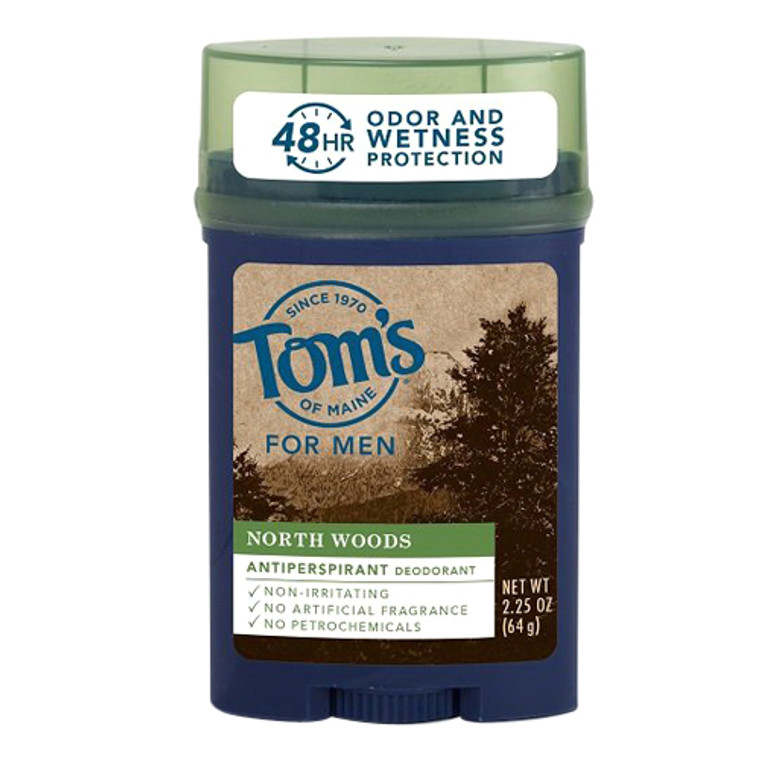 48HR
ODOR AND
WETNESS
PROTECTION
SINCE 1970
Tom's®
OF MAINE
FOR MEN
NORTH WOODS
ANTIPERSPIRANT DEODORANT
✓ NON-IRRITATING
✓ NO ARTIFICIAL FRAGRANCE
✓ NO PETROCHEMICALS
NET WT
2.25 OZ
(64 g)